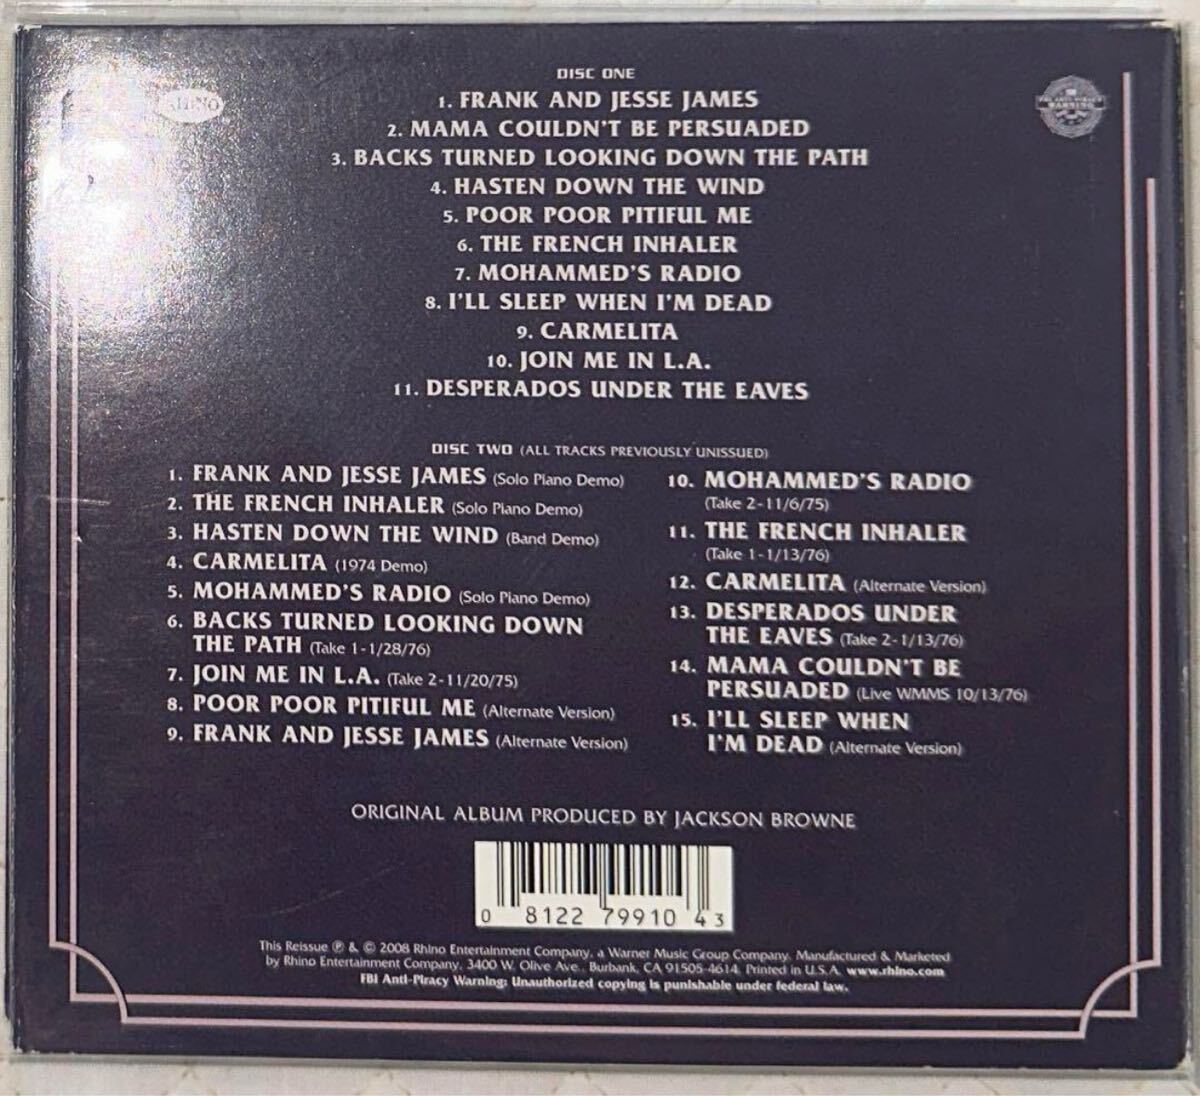 DISC ONE
1. FRANK AND JESSE JAMES
2. MAMA COULDN'T BE PERSUADED
3. BACKS TURNED LOOKING DOWN THE PATH
4. HASTEN DOWN THE WIND
5. POOR POOR PITIFUL ME
6. THE FRENCH INHALER
7. MOHAMMED'S RADIO
8. I'LL SLEEP WHEN I'M DEAD
9. CARMELITA
10. JOIN ME IN L.A.
11. DESPERADOS UNDER THE EAVES
RHINO
DISC TWO (ALL TRACKS PREVIOUSLY UNISSUED)
1. FRANK AND JESSE JAMES (Solo Piano Demo)
2. THE FRENCH INHALER (Solo Piano Demo)
3. HASTEN DOWN THE WIND (Band Demo)
4. CARMELITA (1974 Demo)
5. MOHAMMED'S RADIO (Solo Piano Demo)
6. BACKS TURNED LOOKING DOWN
THE PATH (Take 1-1/28/76)
7. JOIN ME IN L.A. (Take 2-11/20/75)
8. POOR POOR PITIFUL ME (Alternate Version)
9. FRANK AND JESSE JAMES (Alternate Version)
10. MOHAMMED'S RADIO
(Take 2-11/6/75)
11. THE FRENCH INHALER
(Take 1-1/13/76)
12. CARMELITA (Alternate Version)
13. DESPERADOS UNDER
THE EAVES (Take 2-1/13/76)
14. MAMA COULDN'T BE
PERSUADED (Live WMMS 10/13/76)
15. I'LL SLEEP WHEN
I'M DEAD (Alternate Version)
ORIGINAL ALBUM PRODUCED BY JACKSON BROWNE
0 8122 79910 4 3
This Reissue ℗ & © 2008 Rhino Entertainment Company, a Warner Music Group Company. Manufactured & Marketed
by Rhino Entertainment Company, 3400 W. Olive Ave., Burbank, CA 91505-4614. Printed in U.S.A. www.rhino.com
FBI Anti-Piracy Warning: Unauthorized copying is punishable under federal law.